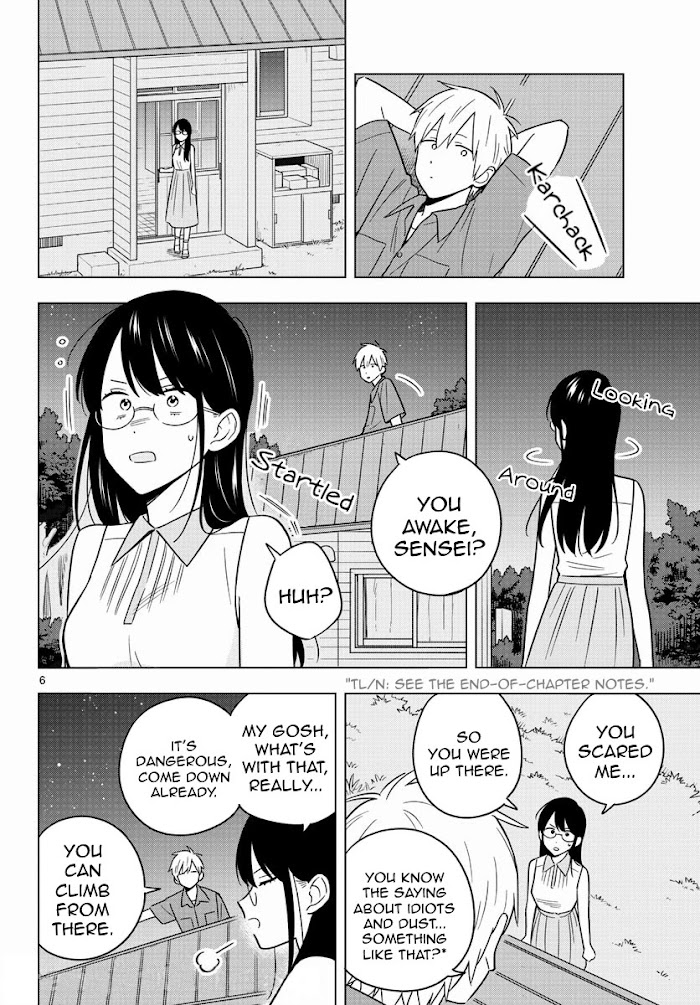 Karchack
Looking
Around
YOU
AWAKE,
SENSEI?
Startled
HUH?
6
"TL/N: SEE THE END-OF-CHAPTER NOTES."
YOU
SCARED
ME...
SO
YOU WERE
UP THERE.
YOU KNOW
THE SAYING
ABOUT IDIOTS
AND DUST...
SOMETHING
LIKE THAT?*
MY GOSH,
WHAT'S
WITH THAT,
REALLY...
IT'S
DANGEROUS,
COME DOWN
ALREADY.
YOU
CAN
CLIMB
FROM
THERE.